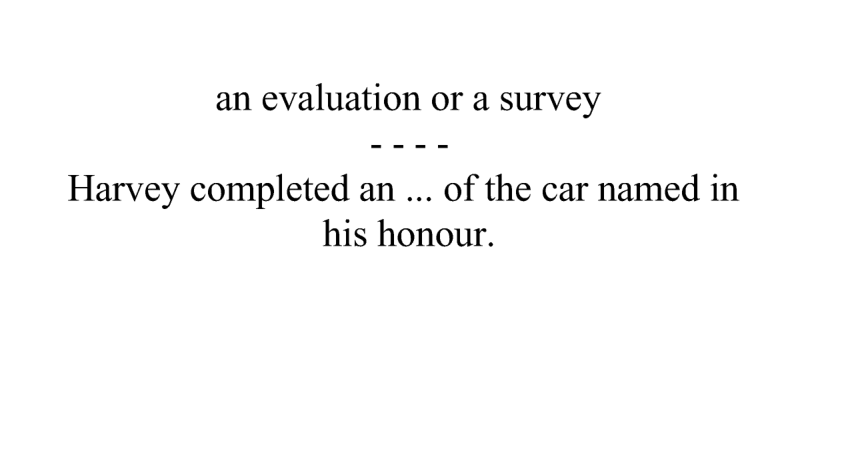 an evaluation or a survey
- - - -
Harvey completed an ... of the car named in
his honour.